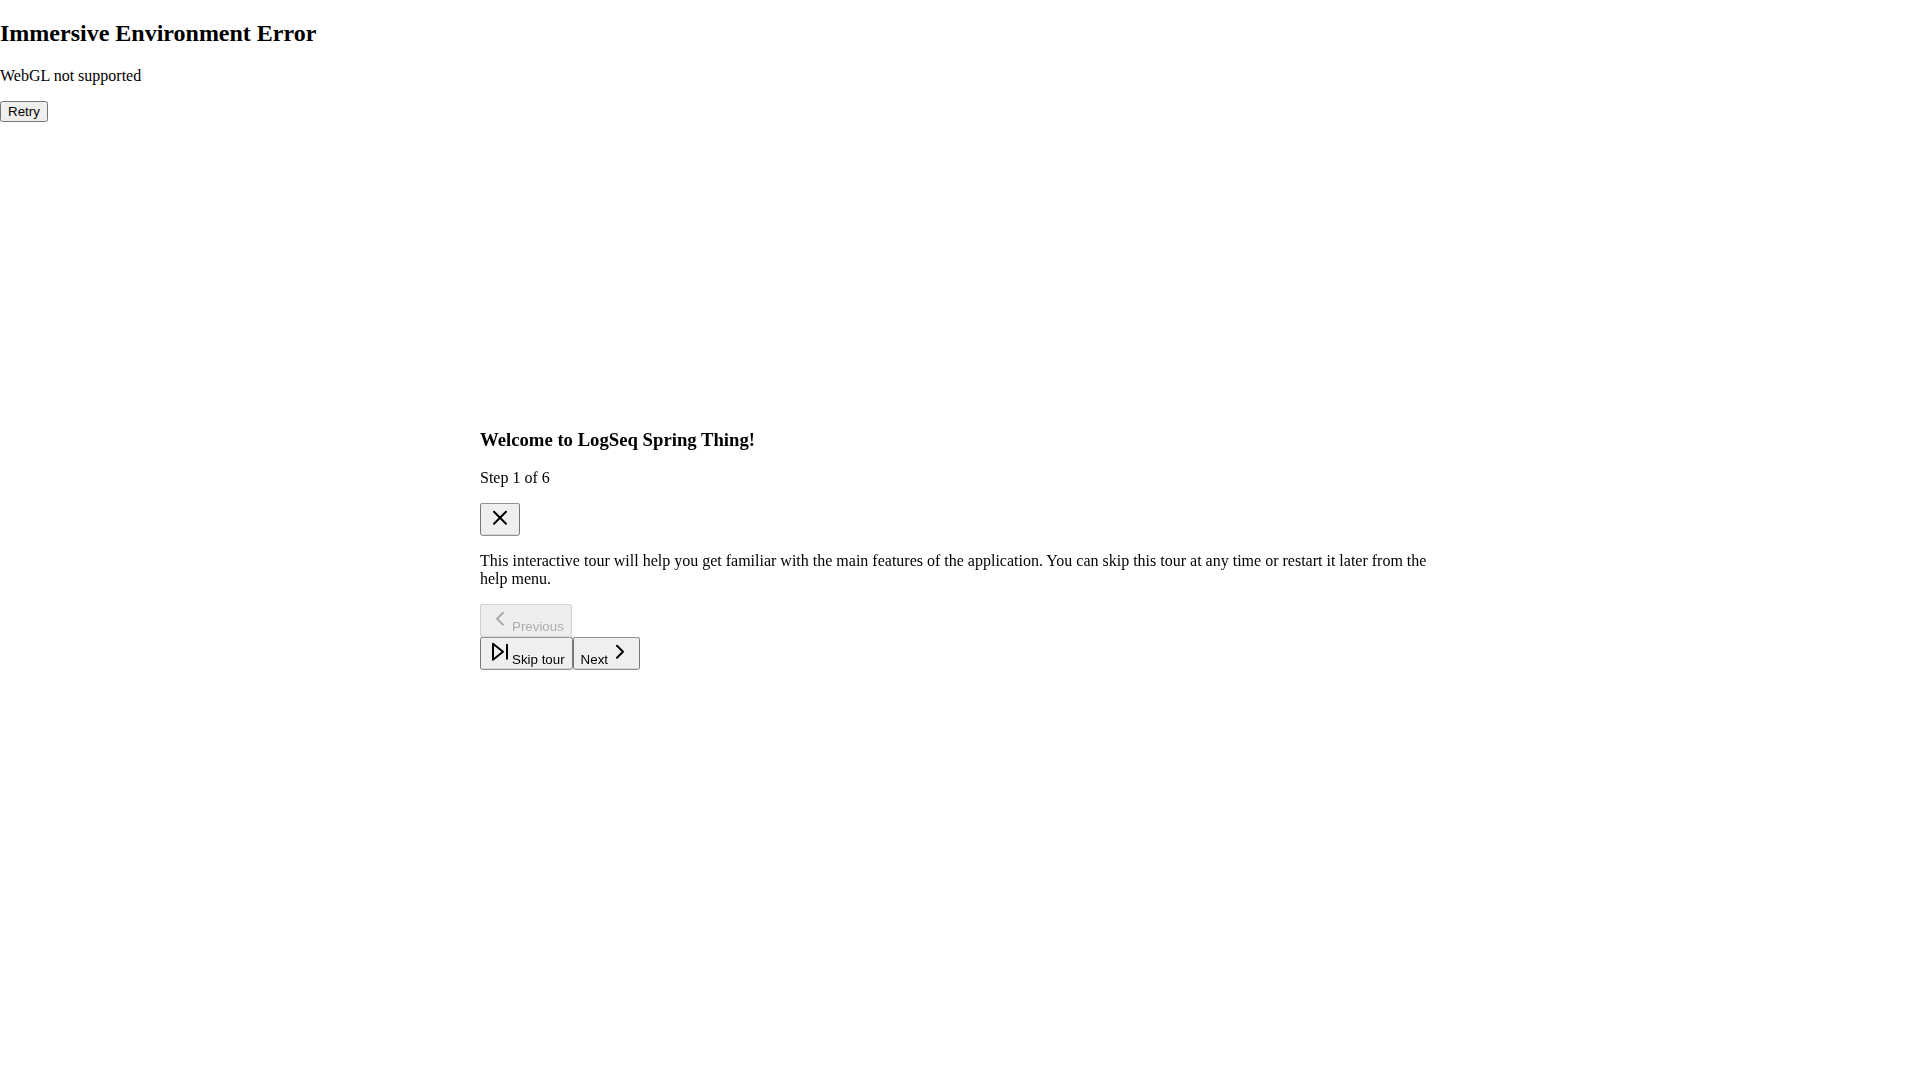 Immersive Environment Error
WebGL not supported
Retry
Welcome to LogSeq Spring Thing!
Step 1 of 6
This interactive tour will help you get familiar with the main features of the application. You can skip this tour at any time or restart it later from the
help menu.
Previous
Skip tour Next